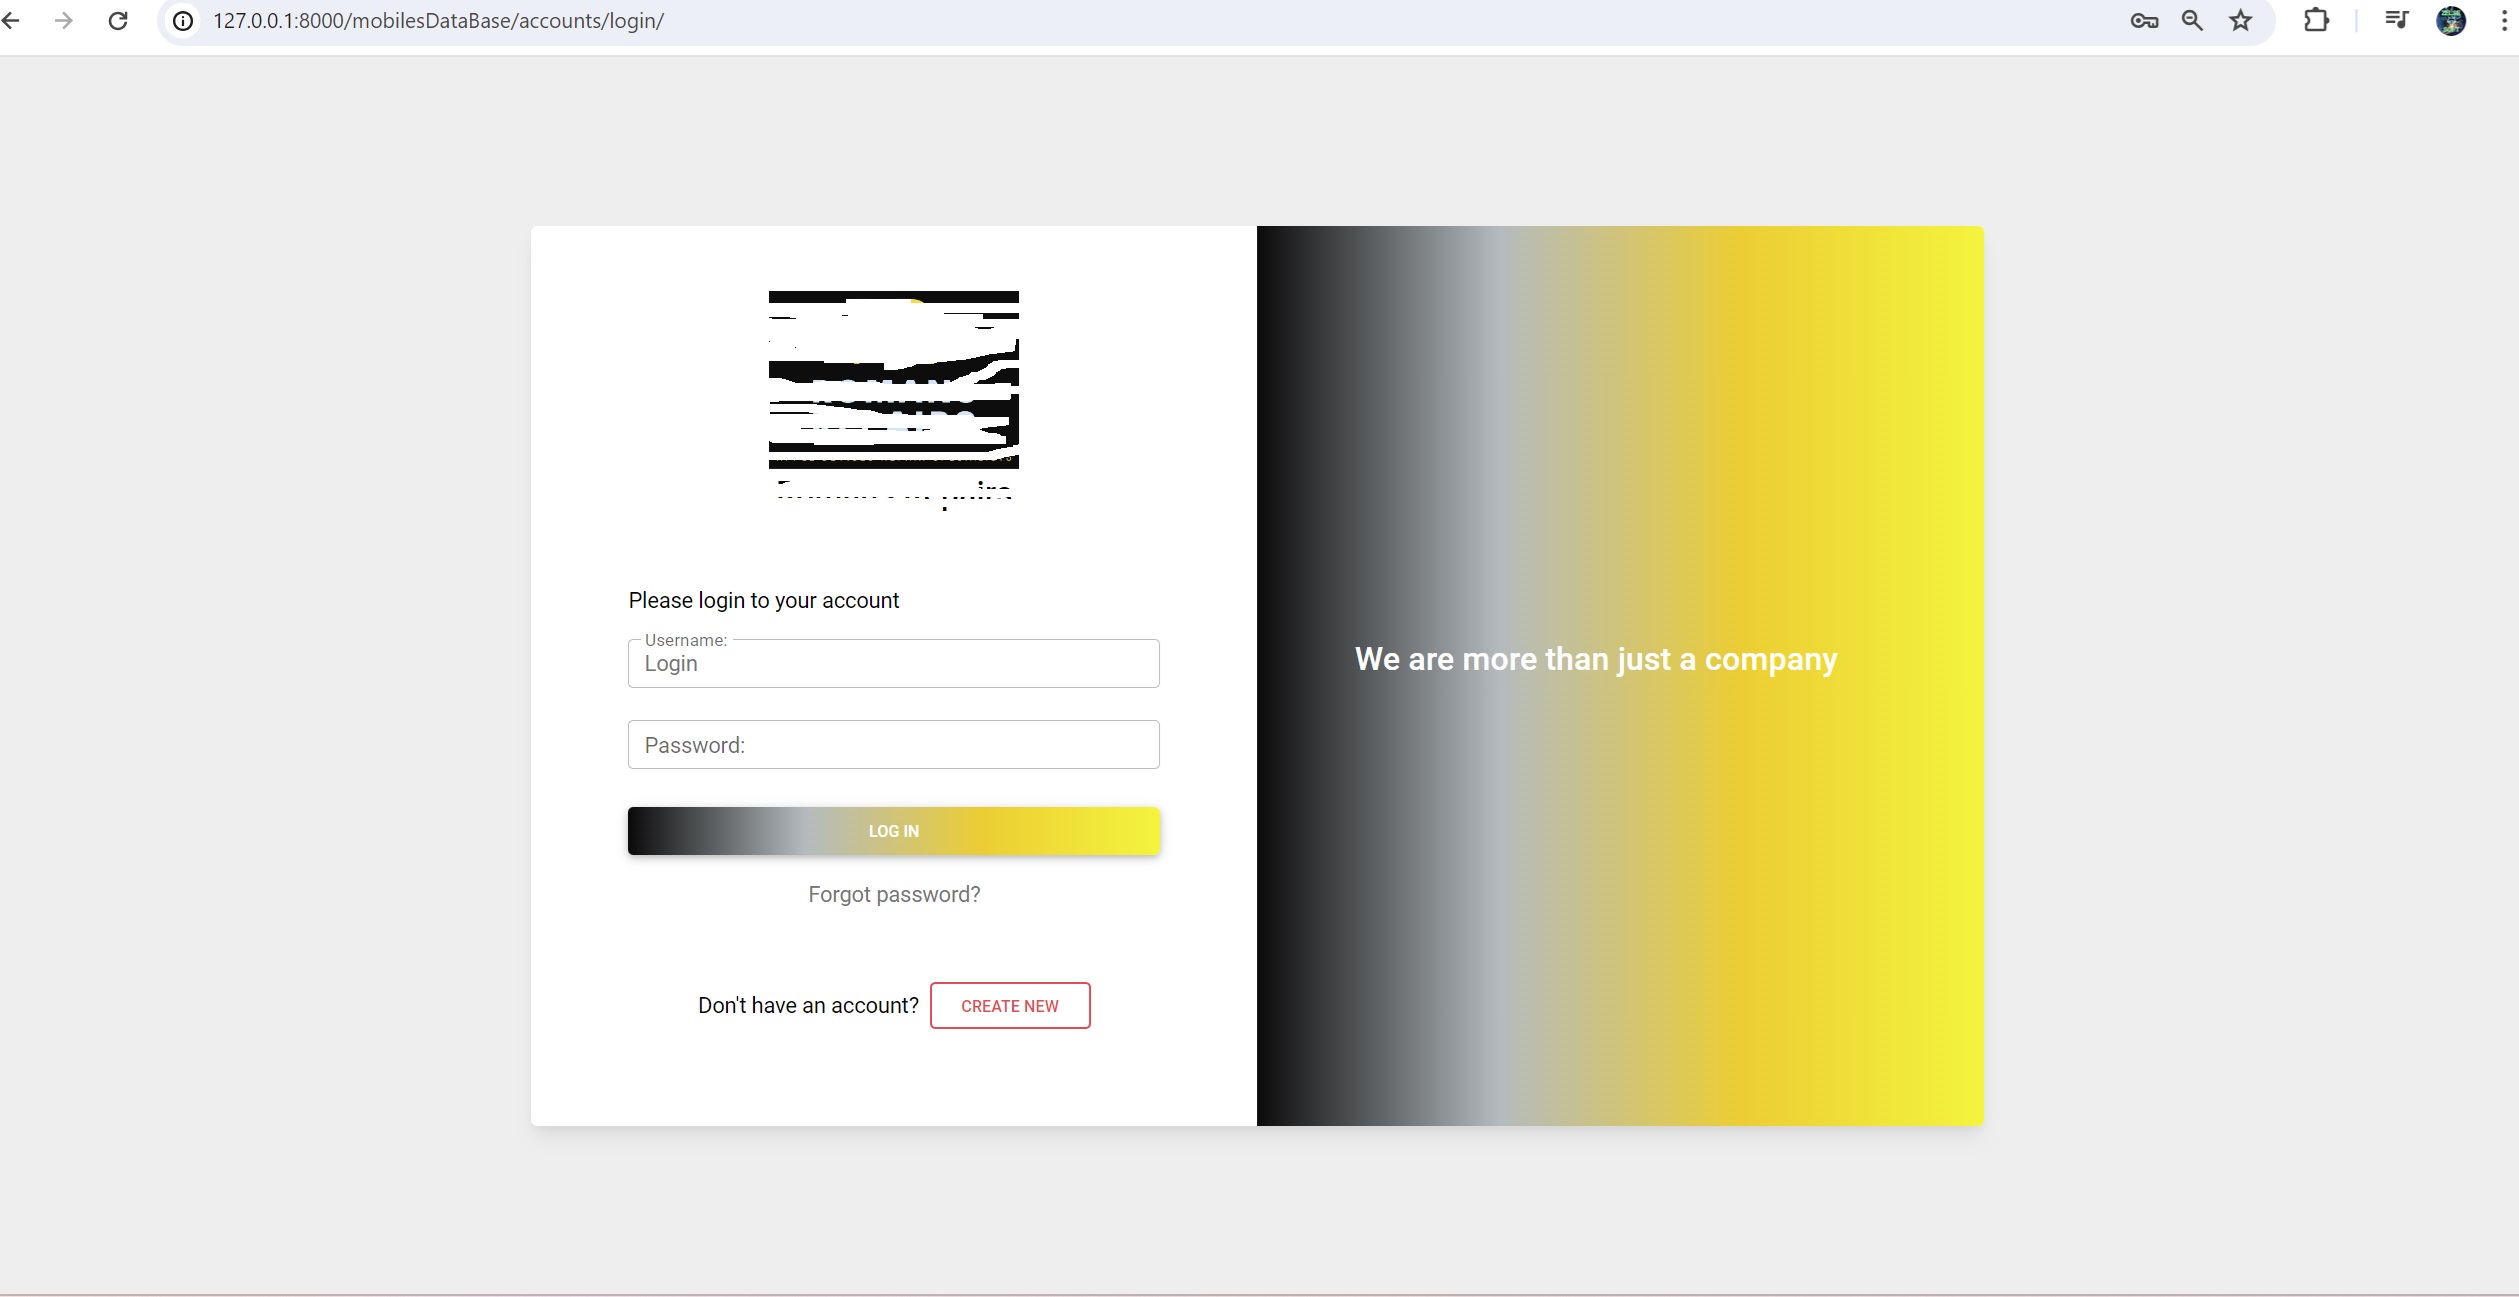 127.0.0.1:8000/mobilesDataBase/accounts/login/
Please login to your account
Username:
Login
Password:
LOG IN
Forgot password?
Don't have an account? CREATE NEW
We are more than just a company